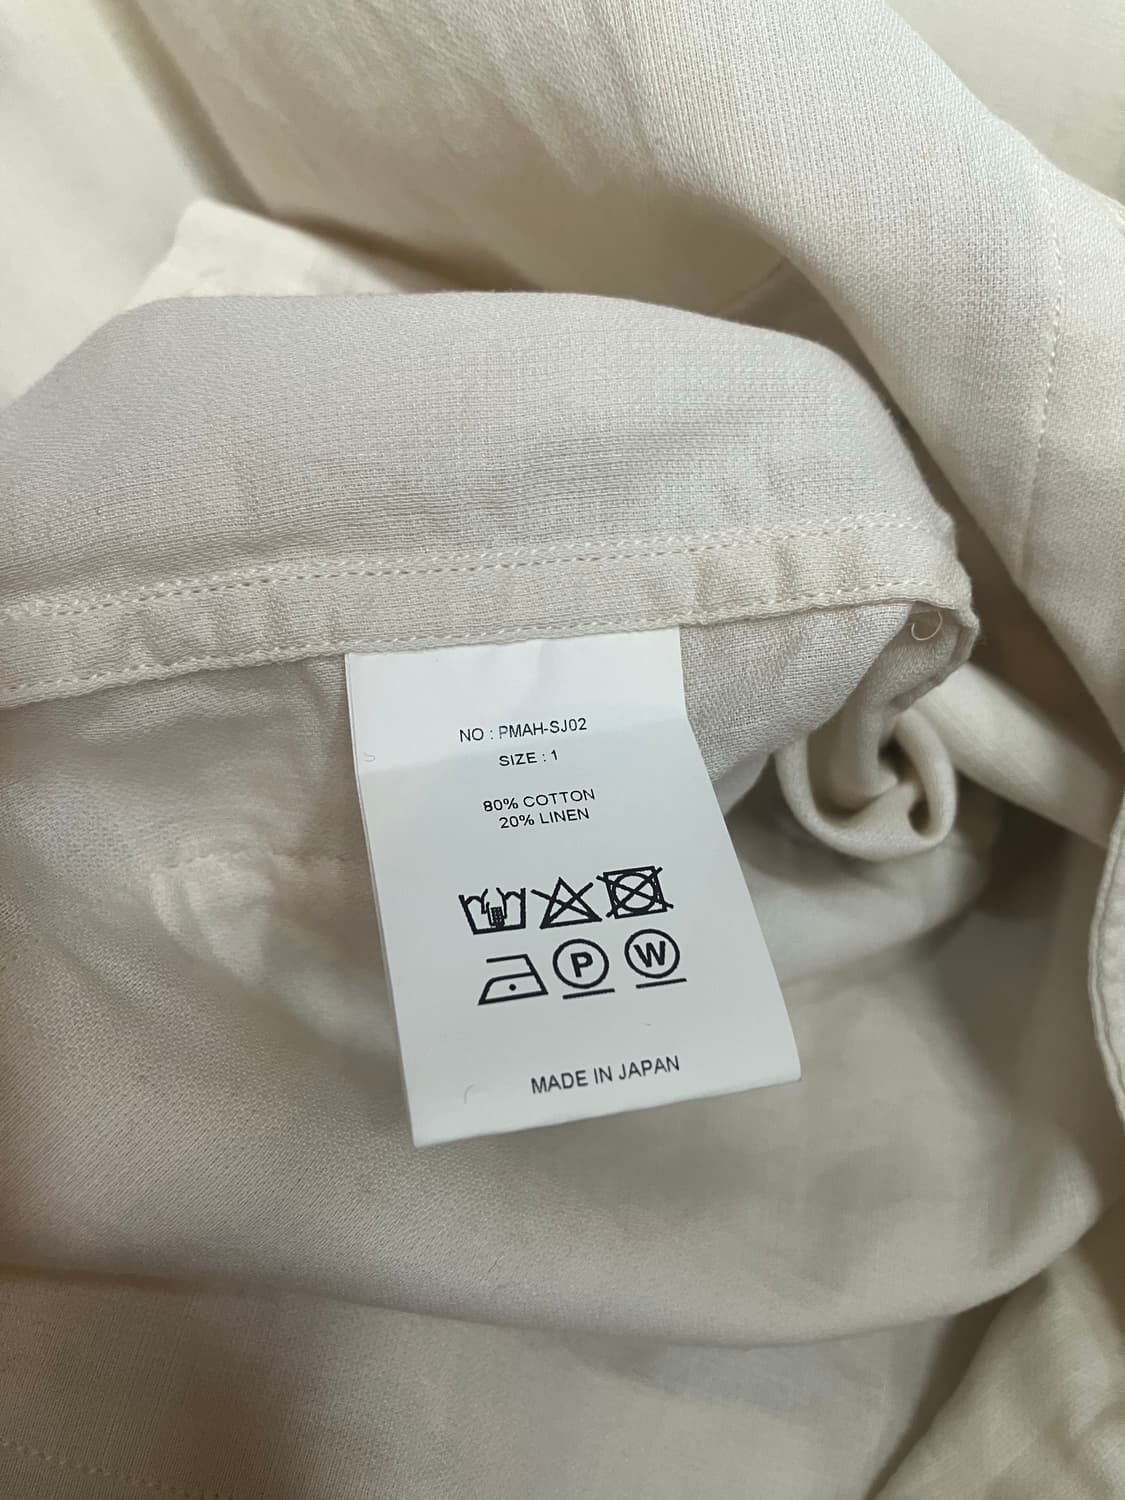 NO : PMAH-SJ02
SIZE : 1
80% COTTON
20% LINEN
P W
MADE IN JAPAN